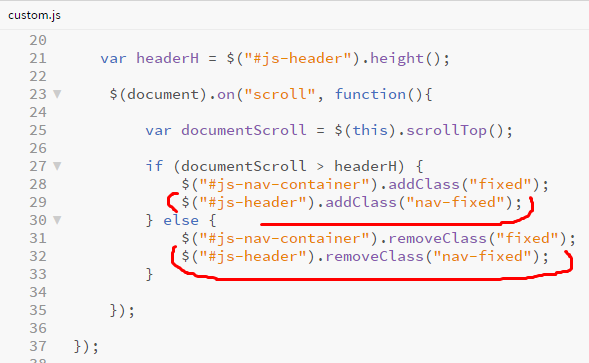 custom.js
20
21 var headerH = $("#js-header").height();
22
23 $(document).on("scroll", function(){
24
25 var documentScroll = $(this).scrollTop();
26
27 if (documentScroll > headerH) {
28 $("#js-nav-container").addClass("fixed");
29 $("#js-header").addClass("nav-fixed");
30 } else {
31 $("#js-nav-container").removeClass("fixed");
32 $("#js-header").removeClass("nav-fixed");
33 }
34
35 });
36
37 });
38